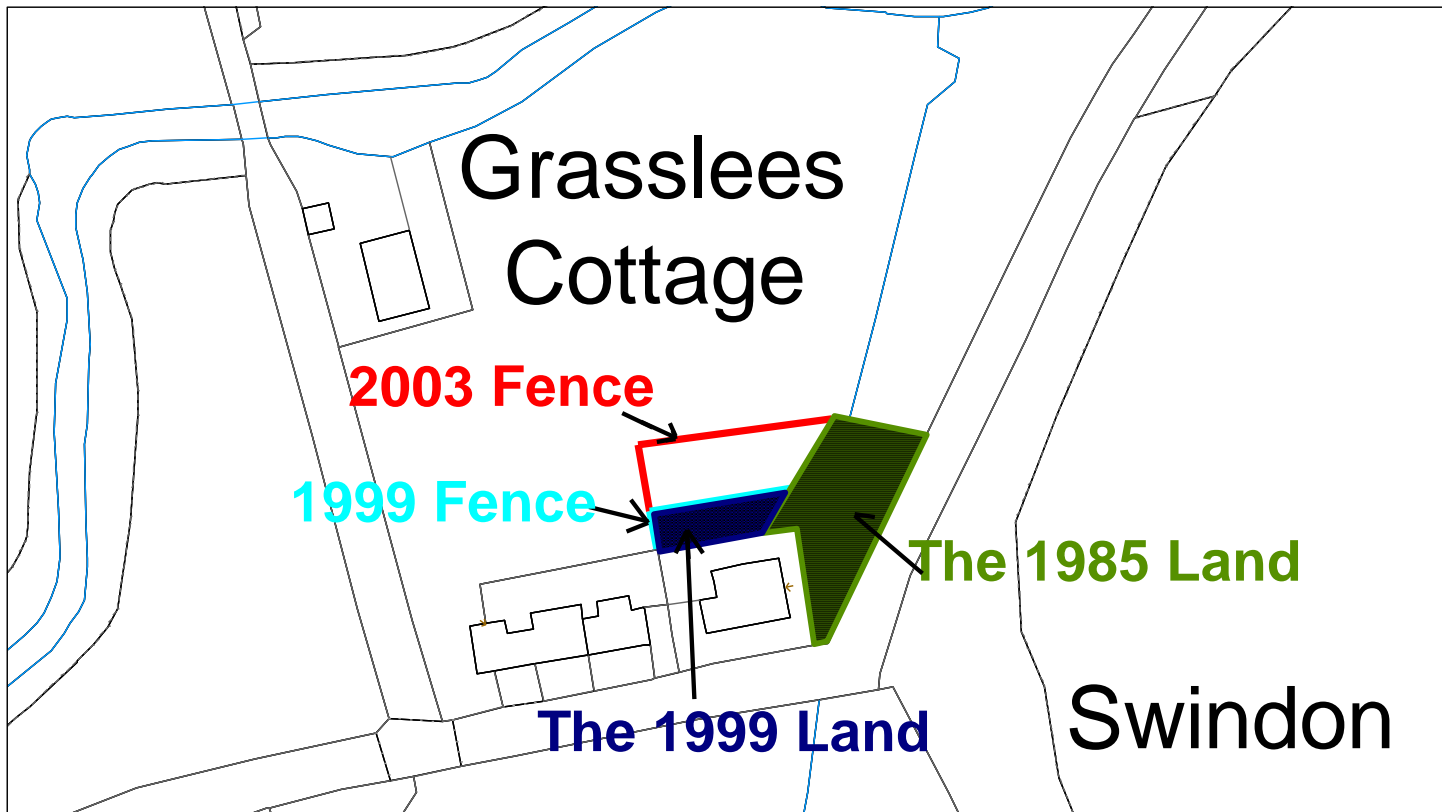 Grasslees
Cottage
2003 Fence
1999 Fence
The 1985 Land
The 1999 Land
Swindon